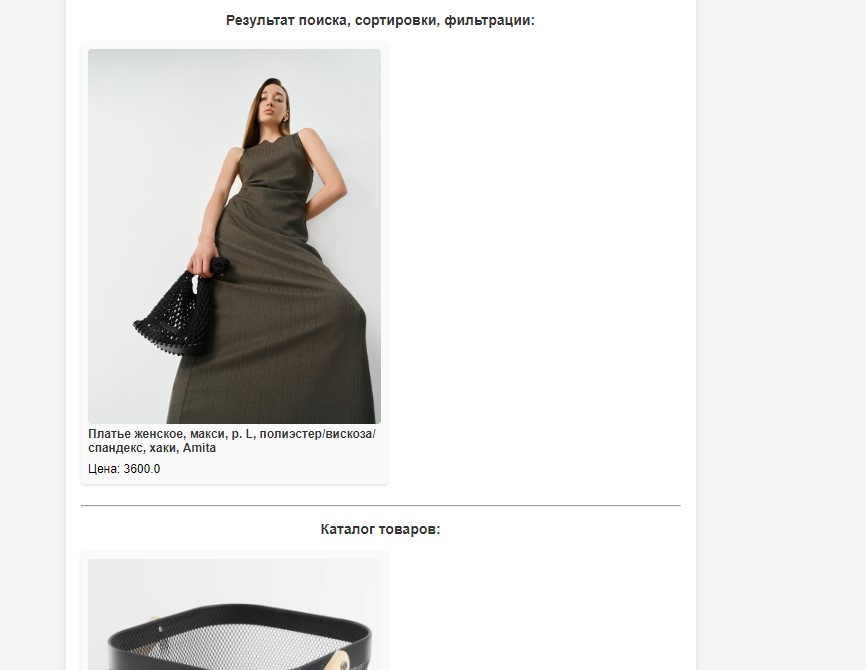 Результат поиска, сортировки, фильтрации:
Платье женское, макси, р. L, полиэстер/вискоза/
спандекс, хаки, Amita
Цена: 3600.0
Каталог товаров: